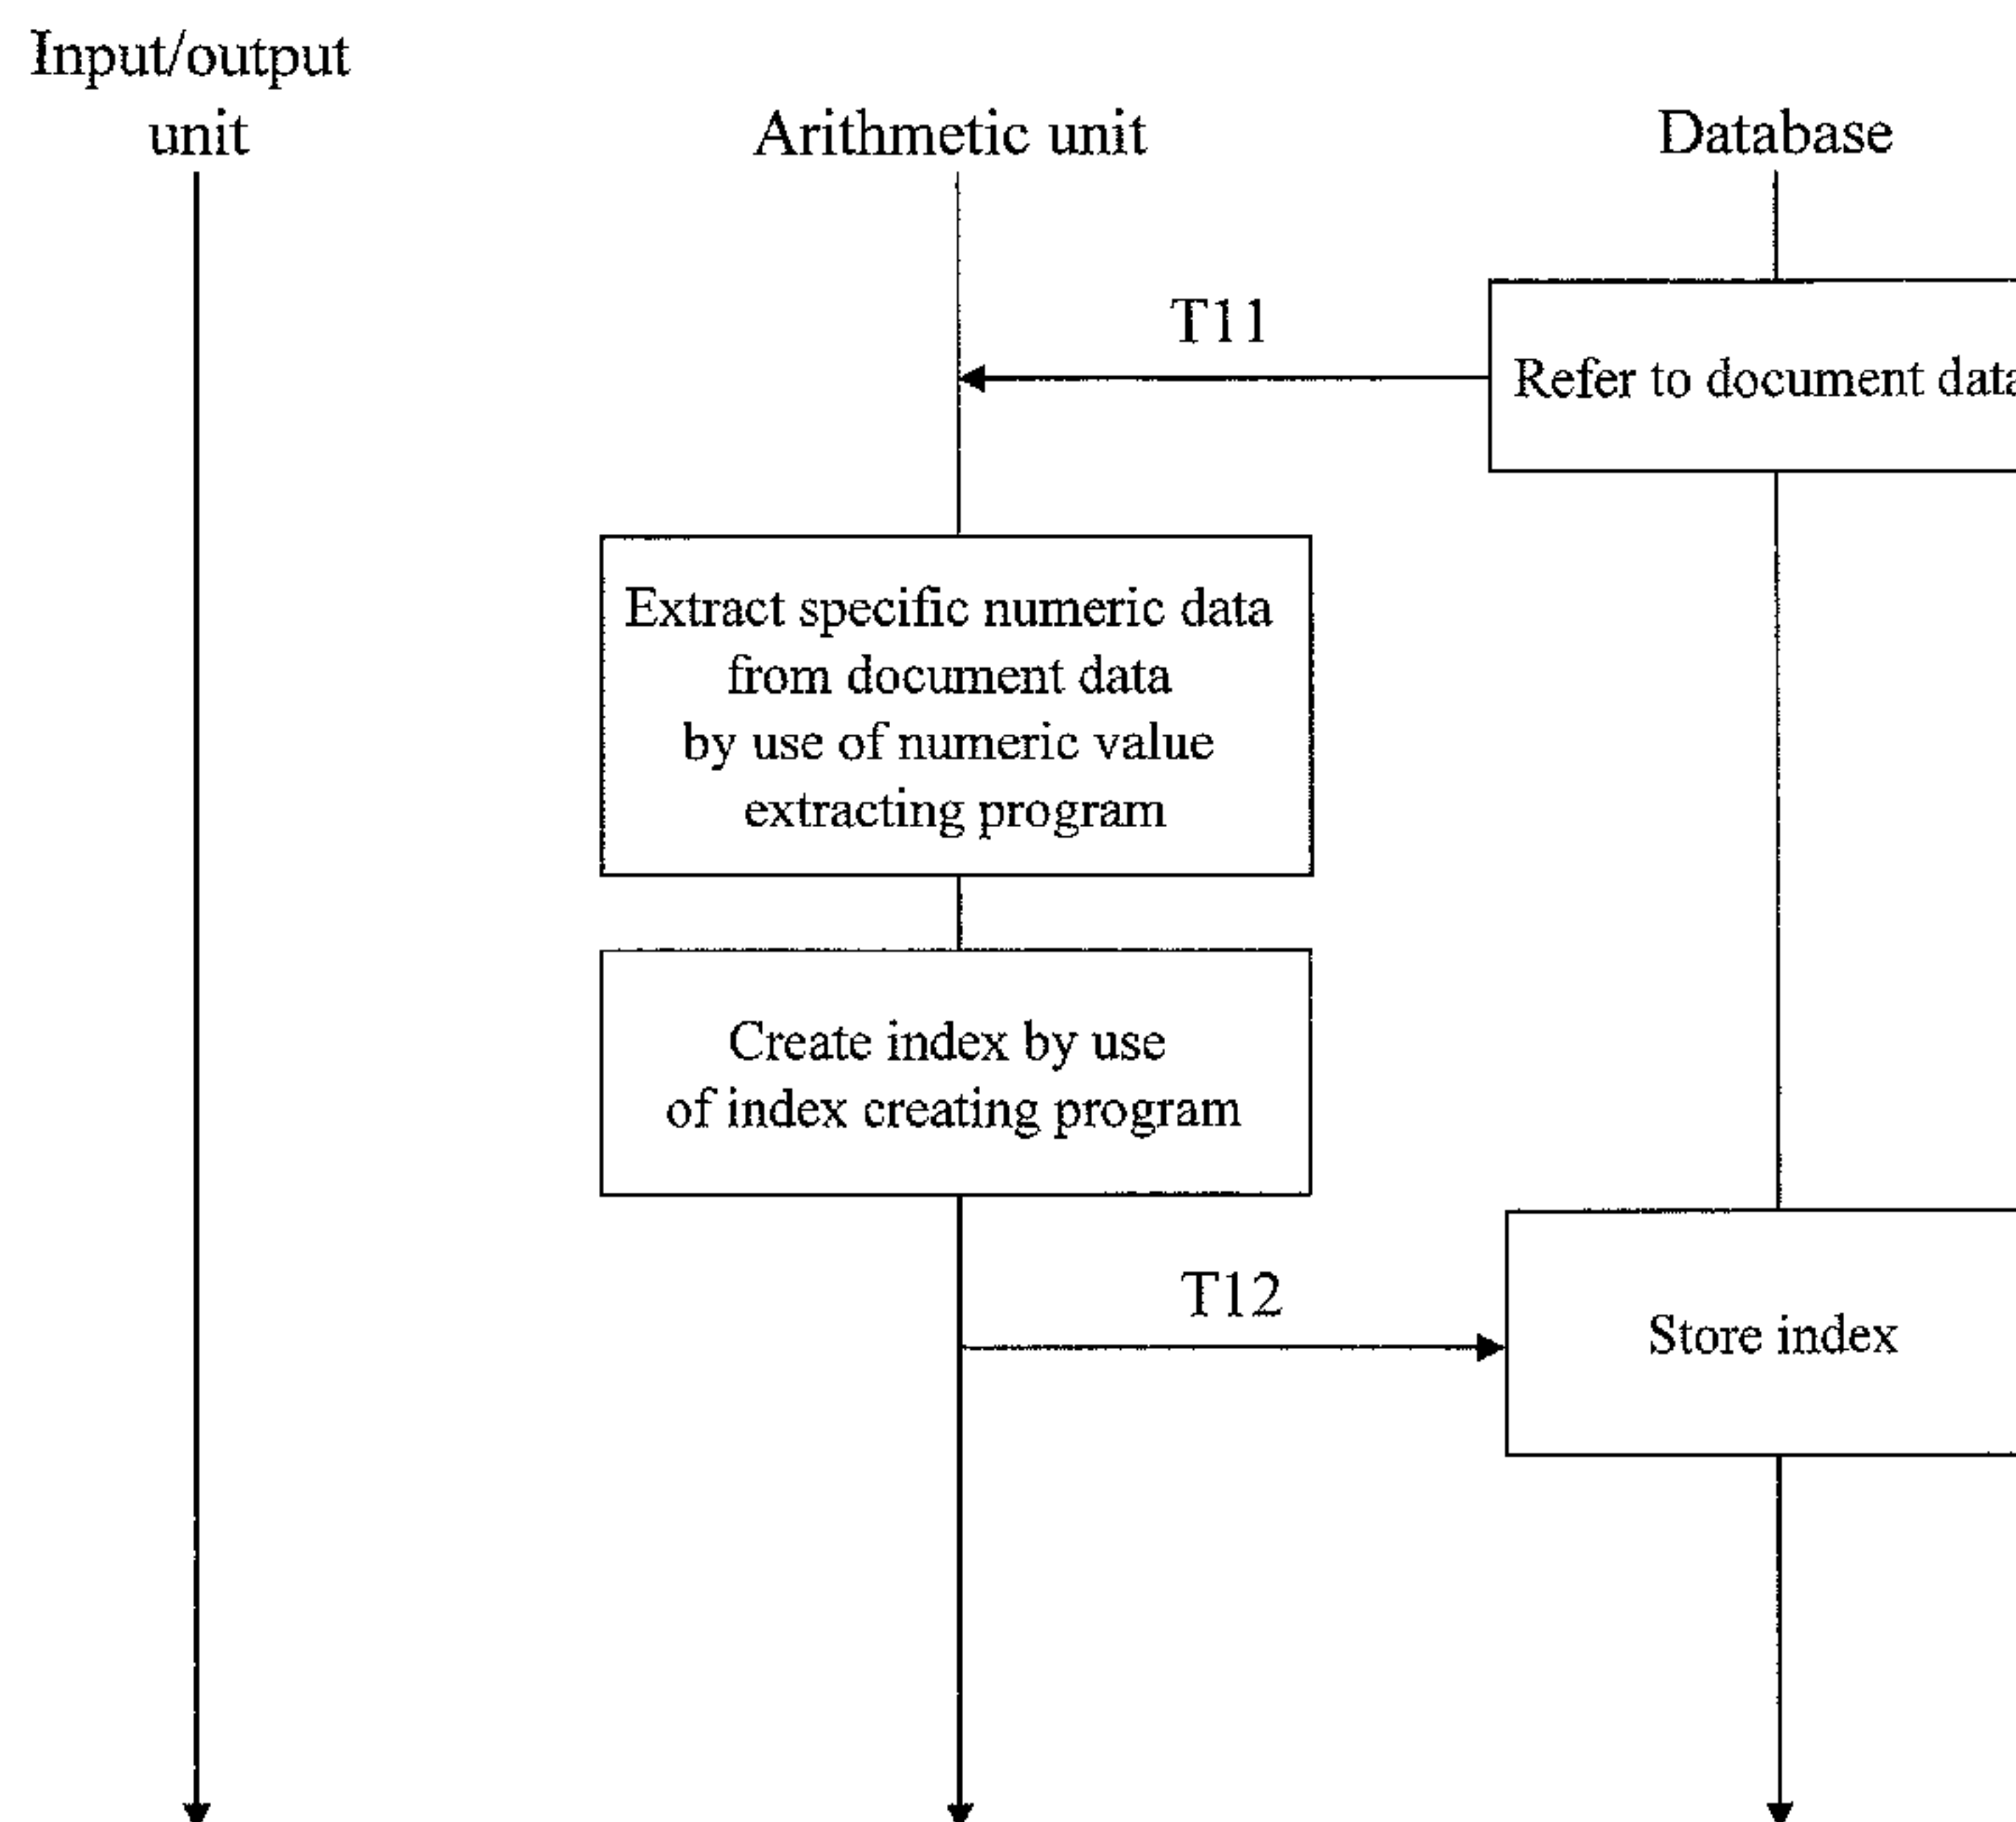 Input/output
unit
Arithmetic unit
Database
T11
Refer to document data
Extract specific numeric data
from document data
by use of numeric value
extracting program
Create index by use
of index creating program
T12
Store index